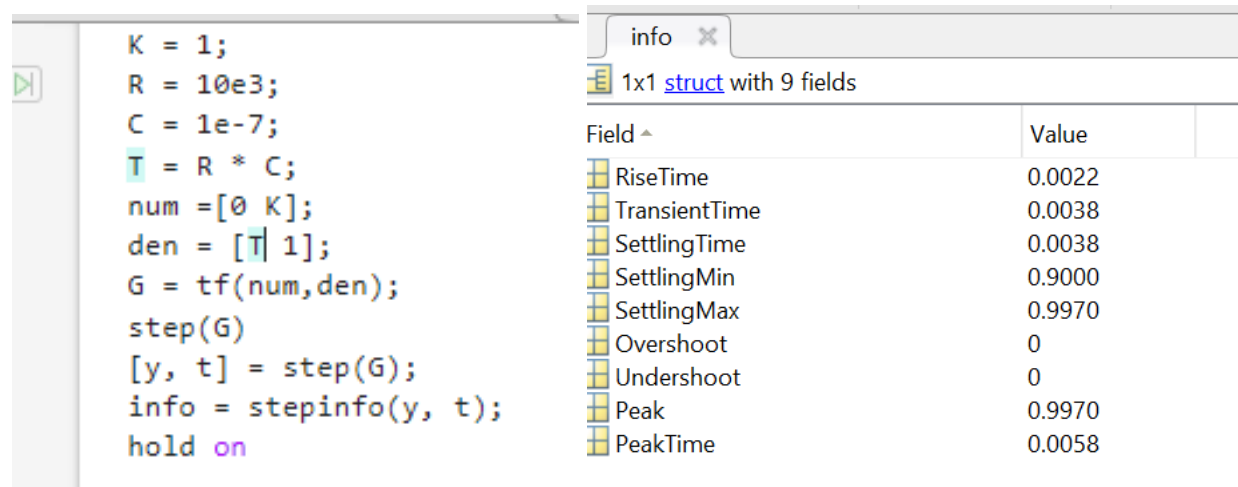 K = 1;
R = 10e3;
C = 1e-7;
T = R * C;
num =[0 K];
den = [T 1];
G = tf(num,den);
step(G)
[y, t] = step(G);
info = stepinfo(y, t);
hold on
info
1x1 struct with 9 fields
Field Value
RiseTime 0.0022
TransientTime 0.0038
SettlingTime 0.0038
SettlingMin 0.9000
SettlingMax 0.9970
Overshoot 0
Undershoot 0
Peak 0.9970
PeakTime 0.0058